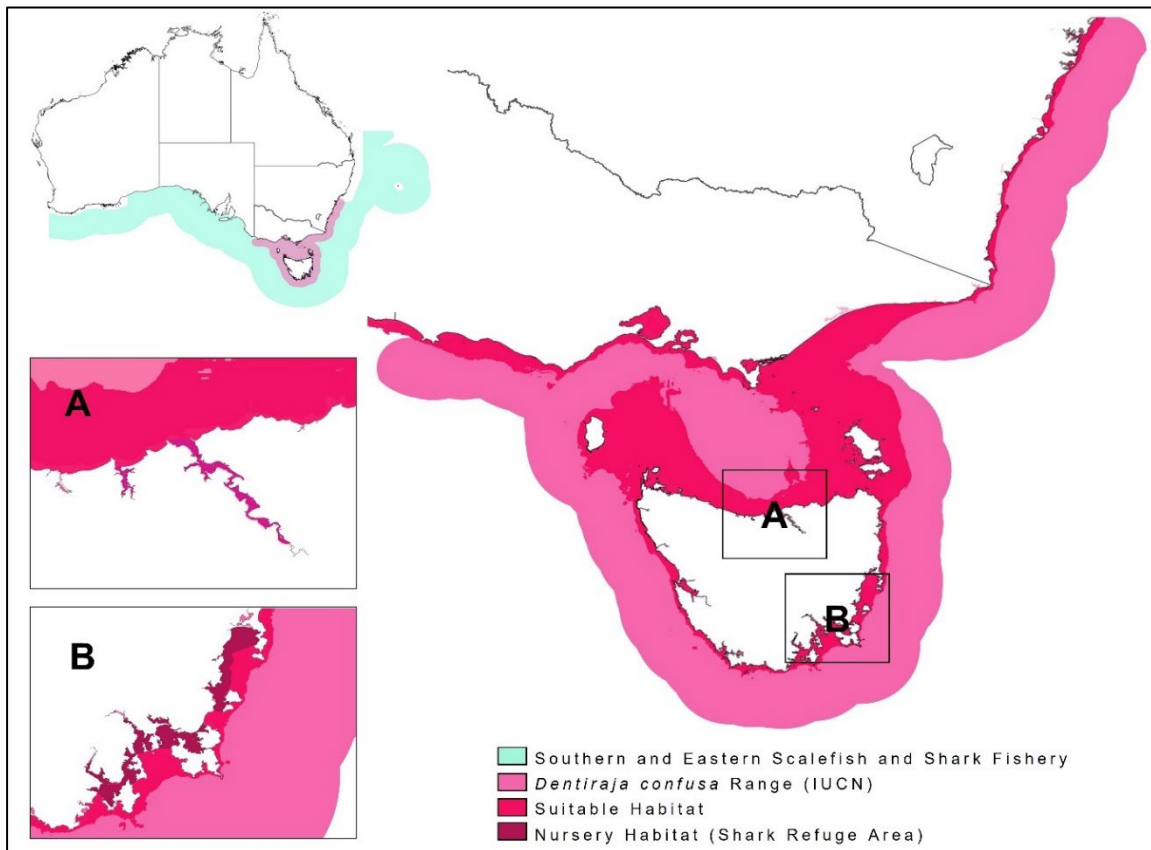 A
B
A
B
Southern and Eastern Scalefish and Shark Fishery
Dentiraja confusa Range (IUCN)
Suitable Habitat
Nursery Habitat (Shark Refuge Area)